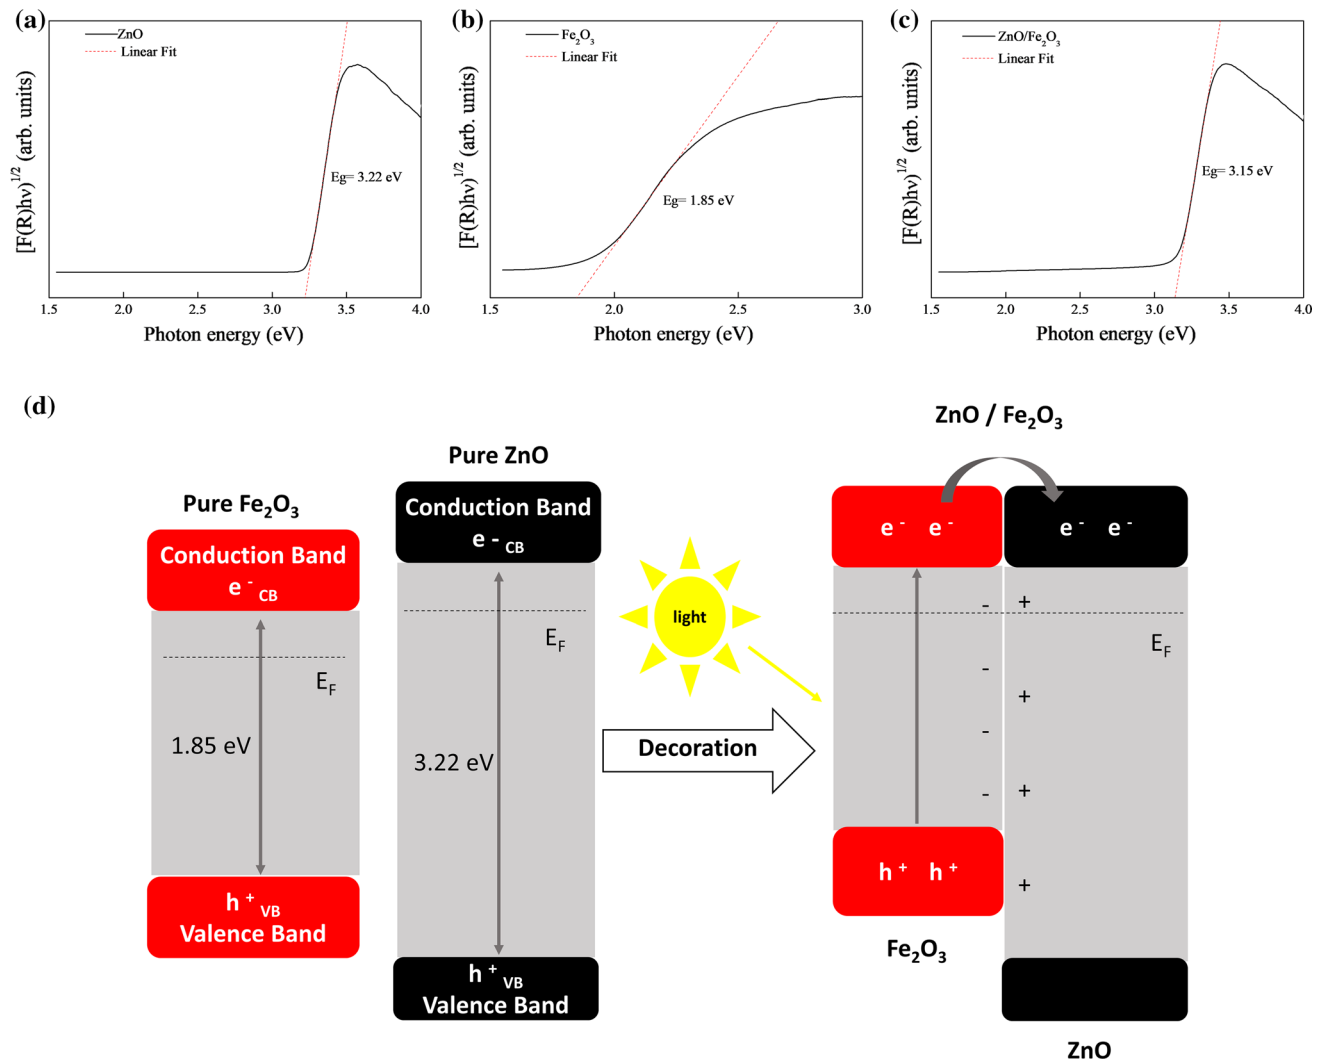 (a)
ZnO
Linear Fit
[F(R)hν)^1/2 (arb. units)
Eg= 3.22 eV
1.5 2.0 2.5 3.0 3.5 4.0
Photon energy (eV)
(b)
Fe₂O₃
Linear Fit
[F(R)hν)^1/2 (arb. units)
Eg= 1.85 eV
1.5 2.0 2.5 3.0
Photon energy (eV)
(c)
ZnO/Fe₂O₃
Linear Fit
[F(R)hν)^1/2 (arb. units)
Eg= 3.15 eV
1.5 2.0 2.5 3.0 3.5 4.0
Photon energy (eV)
(d)
Pure Fe₂O₃
Conduction Band
e⁻ CB
E_F
1.85 eV
h⁺ VB
Valence Band
Pure ZnO
Conduction Band
e - CB
E_F
3.22 eV
h⁺ VB
Valence Band
light
Decoration
ZnO / Fe₂O₃
e⁻ e⁻
e⁻ e⁻
- +
E_F
- +
-
- +
h⁺ h⁺
+
Fe₂O₃
ZnO